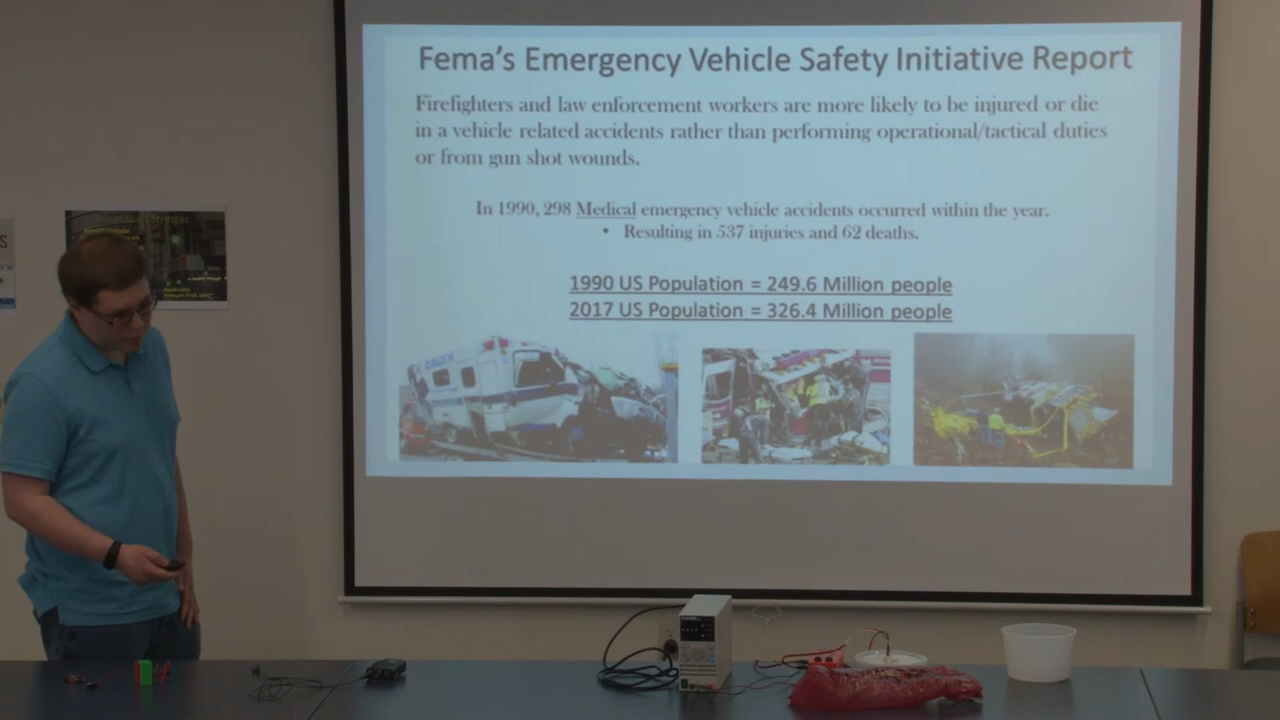 Fema's Emergency Vehicle Safety Initiative Report
Firefighters and law enforcement workers are more likely to be injured or die
in a vehicle related accidents rather than performing operational/tactical duties
or from gun shot wounds.
In 1990, 298 Medical emergency vehicle accidents occurred within the year.
• Resulting in 537 injuries and 62 deaths.
1990 US Population = 249.6 Million people
2017 US Population = 326.4 Million people